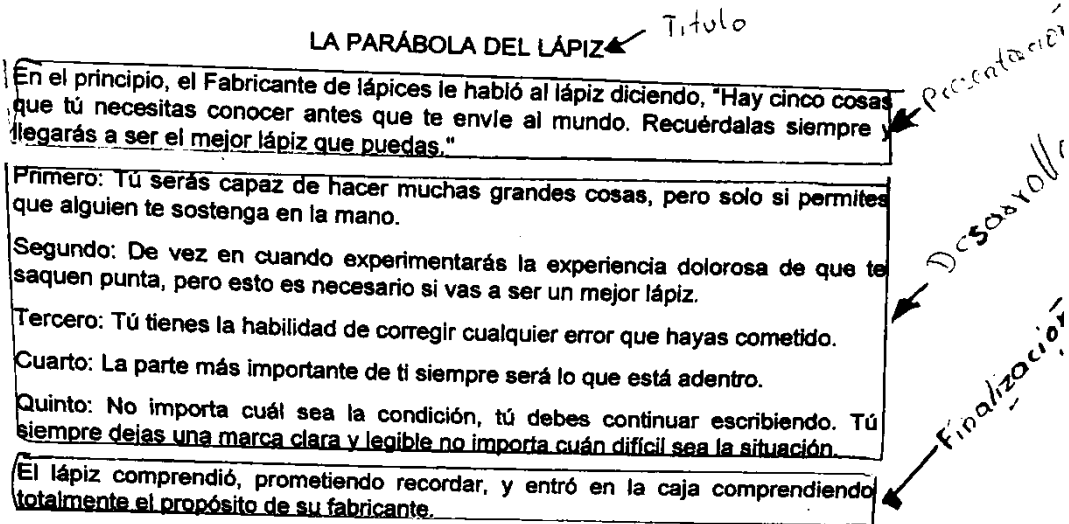 LA PARÁBOLA DEL LÁPIZ
Titulo
En el principio, el Fabricante de lápices le habló al lápiz diciendo, "Hay cinco cosas
que tú necesitas conocer antes que te envíe al mundo. Recuérdalas siempre y
llegarás a ser el mejor lápiz que puedas."
Presentación
Primero: Tú serás capaz de hacer muchas grandes cosas, pero solo si permites
que alguien te sostenga en la mano.
Segundo: De vez en cuando experimentarás la experiencia dolorosa de que te
saquen punta, pero esto es necesario si vas a ser un mejor lápiz.
Tercero: Tú tienes la habilidad de corregir cualquier error que hayas cometido.
Cuarto: La parte más importante de ti siempre será lo que está adentro.
Quinto: No importa cuál sea la condición, tú debes continuar escribiendo. Tú
siempre dejas una marca clara y legible no importa cuán difícil sea la situación.
Desarrollo
El lápiz comprendió, prometiendo recordar, y entró en la caja comprendiendo
totalmente el propósito de su fabricante.
Finalización